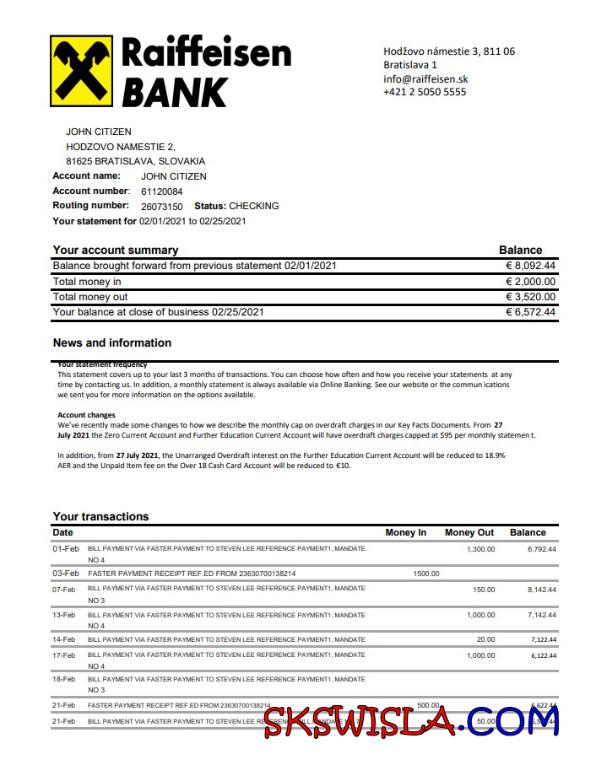 Raiffeisen
BANK
Hodžovo námestie 3, 811 06
Bratislava 1
info@raiffeisen.sk
+421 2 5050 5555
JOHN CITIZEN
HODZOVO NAMESTIE 2,
81625 BRATISLAVA, SLOVAKIA
Account name: JOHN CITIZEN
Account number: 61120084
Routing number: 26073150 Status: CHECKING
Your statement for 02/01/2021 to 02/25/2021
Your account summary Balance
Balance brought forward from previous statement 02/01/2021 € 8,092.44
Total money in € 2,000.00
Total money out € 3,520.00
Your balance at close of business 02/25/2021 € 6,572.44
News and information
Your statement frequency
This statement covers up to your last 3 months of transactions. You can choose how often and how you receive your statements at any
time by contacting us. In addition, a monthly statement is always available via Online Banking. See our website or the commun ications
we sent you for more information on the options available.
Account changes
We've recently made some changes to how we describe the monthly cap on overdraft charges in our Key Facts Documents. From 27
July 2021 the Zero Current Account and Further Education Current Account will have overdraft charges capped at $95 per monthly statemen t.
In addition, from 27 July 2021, the Unarranged Overdraft interest on the Further Education Current Account will be reduced to 18.9%
AER and the Unpaid Item fee on the Over 18 Cash Card Account will be reduced to €10.
Your transactions
Date Money In Money Out Balance
01-Feb BILL PAYMENT VIA FASTER PAYMENT TO STEVEN LEE REFERENCE PAYMENT1, MANDATE 1,300.00 6,792.44
NO 4
03-Feb FASTER PAYMENT RECEIPT REF.ED FROM 23630700138214 1500.00
07-Feb BILL PAYMENT VIA FASTER PAYMENT TO STEVEN LEE REFERENCE PAYMENT1, MANDATE 150.00 8,142.44
NO 3
13-Feb BILL PAYMENT VIA FASTER PAYMENT TO STEVEN LEE REFERENCE PAYMENT1, MANDATE 1,000.00 7,142.44
NO 4
14-Feb BILL PAYMENT VIA FASTER PAYMENT TO STEVEN LEE REFERENCE PAYMENT1, MANDATE 20.00 7,122.44
17-Feb BILL PAYMENT VIA FASTER PAYMENT TO STEVEN LEE REFERENCE PAYMENT1, MANDATE 1,000.00 6,122.44
NO 4
18-Feb BILL PAYMENT VIA FASTER PAYMENT TO STEVEN LEE REFERENCE PAYMENT1, MANDATE
NO 3
21-Feb FASTER PAYMENT RECEIPT REF.ED FROM 23630700138214 500.00 6,622.44
21-Feb BILL PAYMENT VIA FASTER PAYMENT TO STEVEN LEE 50.00
SKSWISLA.COM